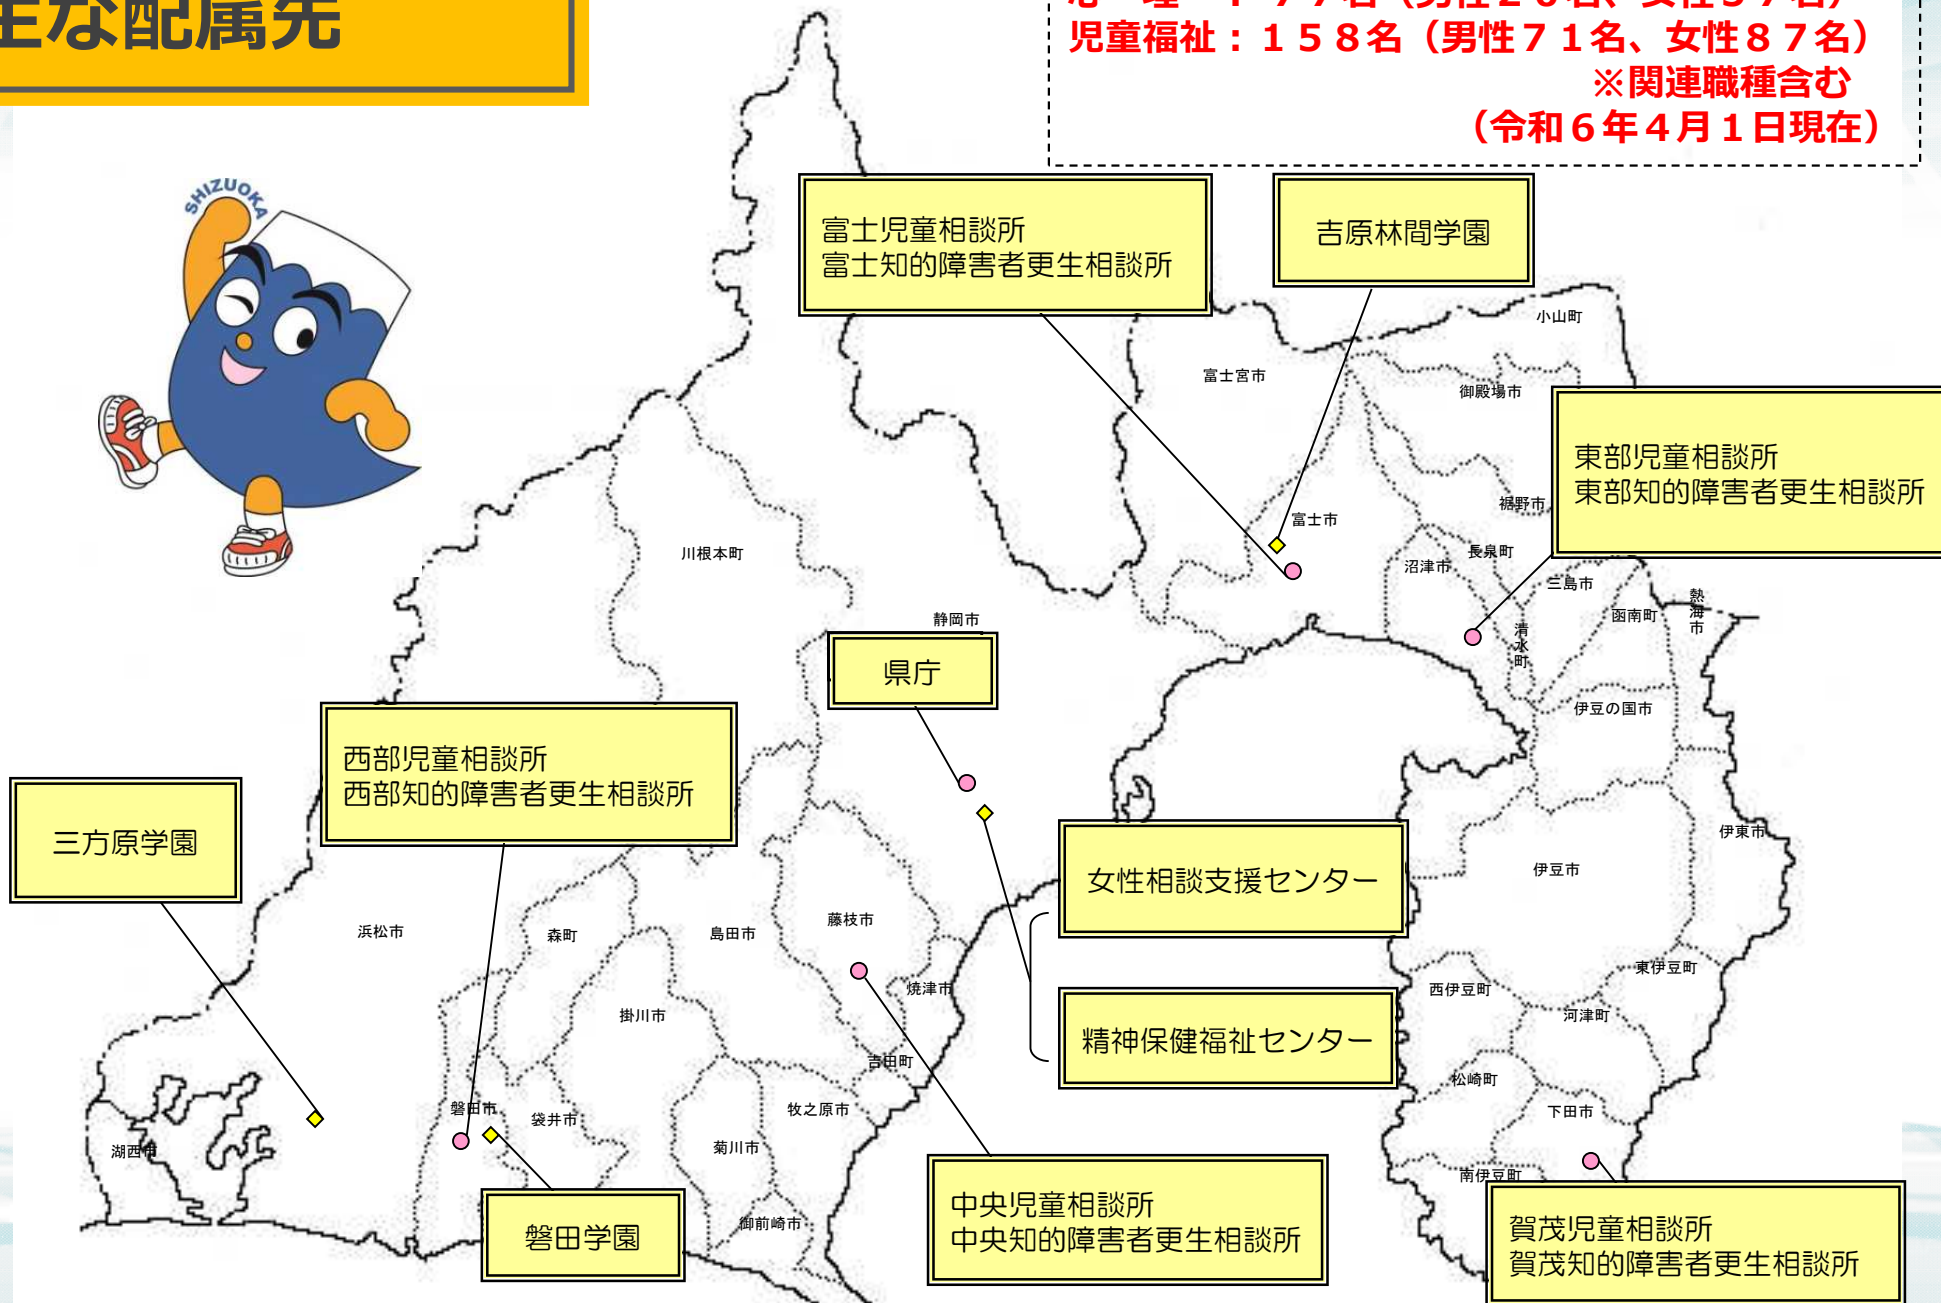 主な配属先
児童福祉：１５８名（男性７１名、女性８７名）
※関連職種含む
（令和６年４月１日現在）
SHIZUOKA
富士児童相談所
富士知的障害者更生相談所
吉原林間学園
小山町
富士宮市
御殿場市
東部児童相談所
東部知的障害者更生相談所
裾野市
富士市
長泉町
沼津市
三島市
函南町
熱海市
清水町
川根本町
静岡市
県庁
伊豆の国市
西部児童相談所
西部知的障害者更生相談所
三方原学園
伊東市
伊豆市
女性相談支援センター
浜松市
森町
島田市
藤枝市
東伊豆町
西伊豆町
焼津市
掛川市
河津町
精神保健福祉センター
吉田町
松崎町
磐田市
袋井市
牧之原市
下田市
湖西市
菊川市
南伊豆町
中央児童相談所
中央知的障害者更生相談所
御前崎市
磐田学園
賀茂児童相談所
賀茂知的障害者更生相談所